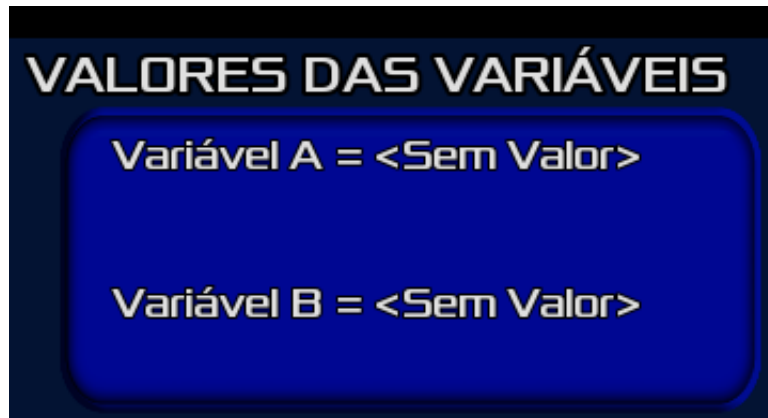 VALORES DAS VARIÁVEIS
Variável A = <Sem Valor>
Variável B = <Sem Valor>